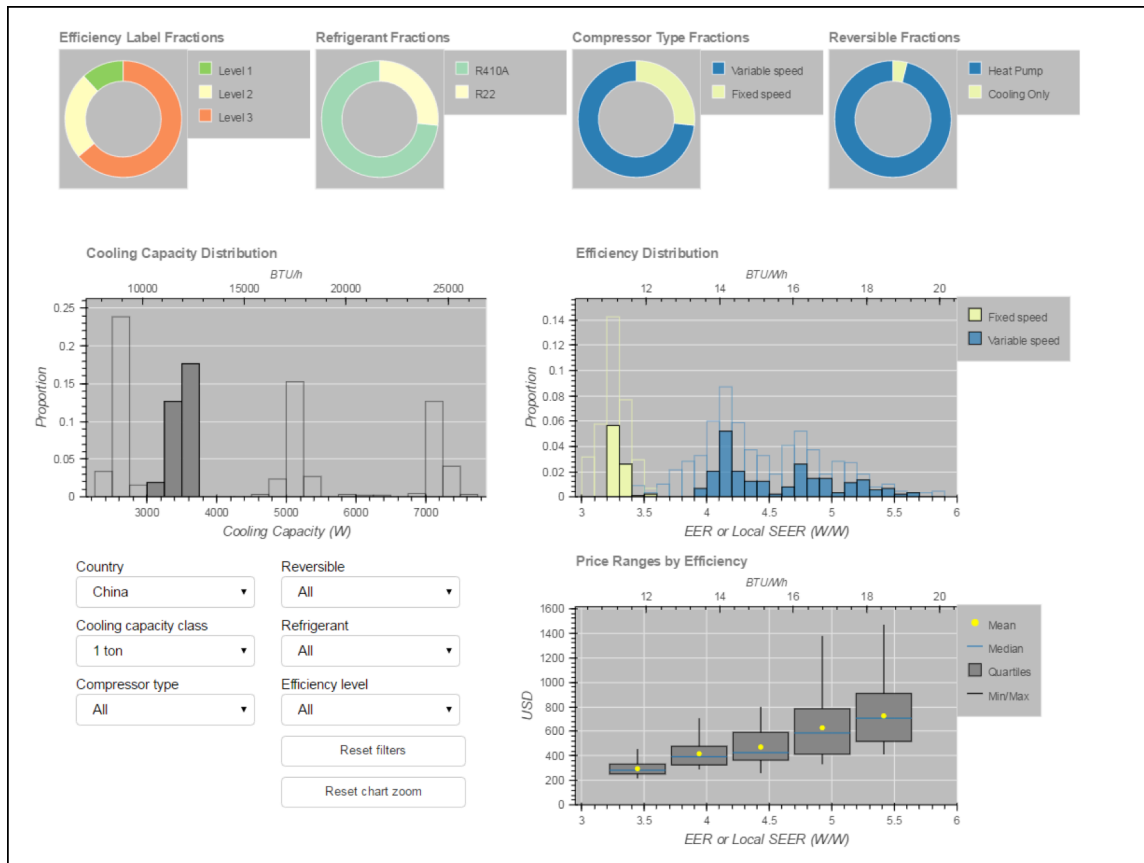 Efficiency Label Fractions
Level 1
Level 2
Level 3
Refrigerant Fractions
R410A
R22
Compressor Type Fractions
Variable speed
Fixed speed
Reversible Fractions
Heat Pump
Cooling Only
Cooling Capacity Distribution
BTU/h
10000 15000 20000 25000
0.25
0.2
0.15
0.1
0.05
0
Proportion
3000 4000 5000 6000 7000
Cooling Capacity (W)
Efficiency Distribution
BTU/Wh
12 14 16 18 20
0.14
0.12
0.1
0.08
0.06
0.04
0.02
0
Proportion
3 3.5 4 4.5 5 5.5 6
EER or Local SEER (W/W)
Fixed speed
Variable speed
Country
China
Reversible
All
Cooling capacity class
1 ton
Refrigerant
All
Compressor type
All
Efficiency level
All
Reset filters
Reset chart zoom
Price Ranges by Efficiency
BTU/Wh
12 14 16 18 20
1600
1400
1200
1000
800
600
400
200
0
USD
3 3.5 4 4.5 5 5.5 6
EER or Local SEER (W/W)
Mean
Median
Quartiles
Min/Max